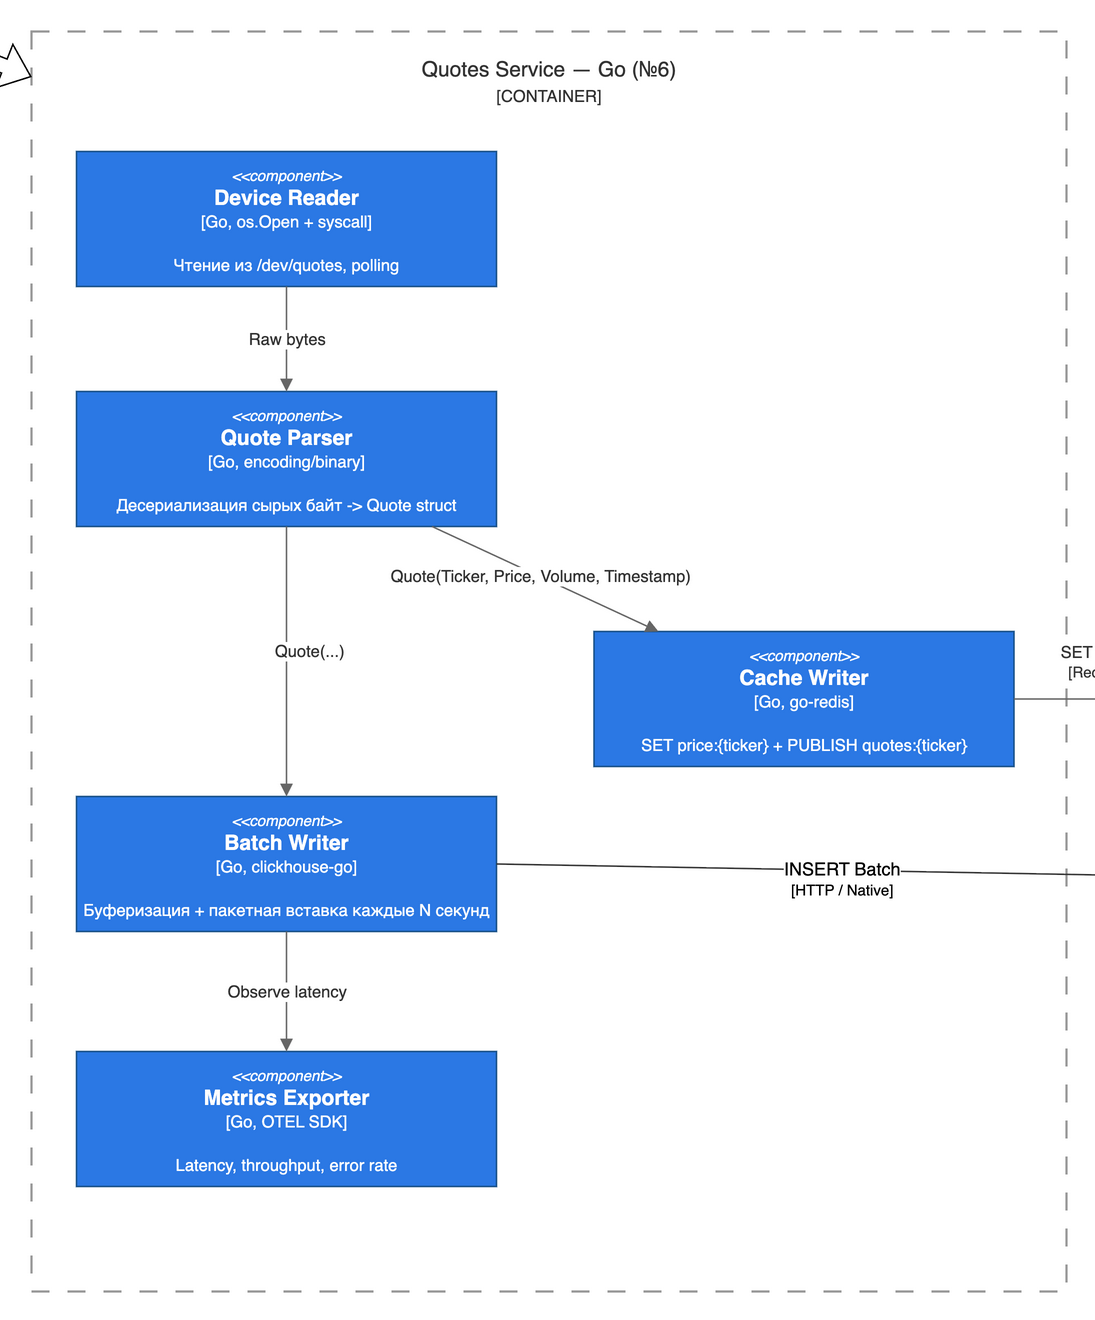 Quotes Service — Go (№6)
[CONTAINER]
<<component>>
Device Reader
[Go, os.Open + syscall]
Чтение из /dev/quotes, polling
Raw bytes
<<component>>
Quote Parser
[Go, encoding/binary]
Десериализация сырых байт -> Quote struct
Quote(Ticker, Price, Volume, Timestamp)
Quote(...)
<<component>>
Cache Writer
[Go, go-redis]
SET price:{ticker} + PUBLISH quotes:{ticker}
SET
<<component>>
Batch Writer
[Go, clickhouse-go]
Буферизация + пакетная вставка каждые N секунд
INSERT Batch
[HTTP / Native]
Observe latency
<<component>>
Metrics Exporter
[Go, OTEL SDK]
Latency, throughput, error rate